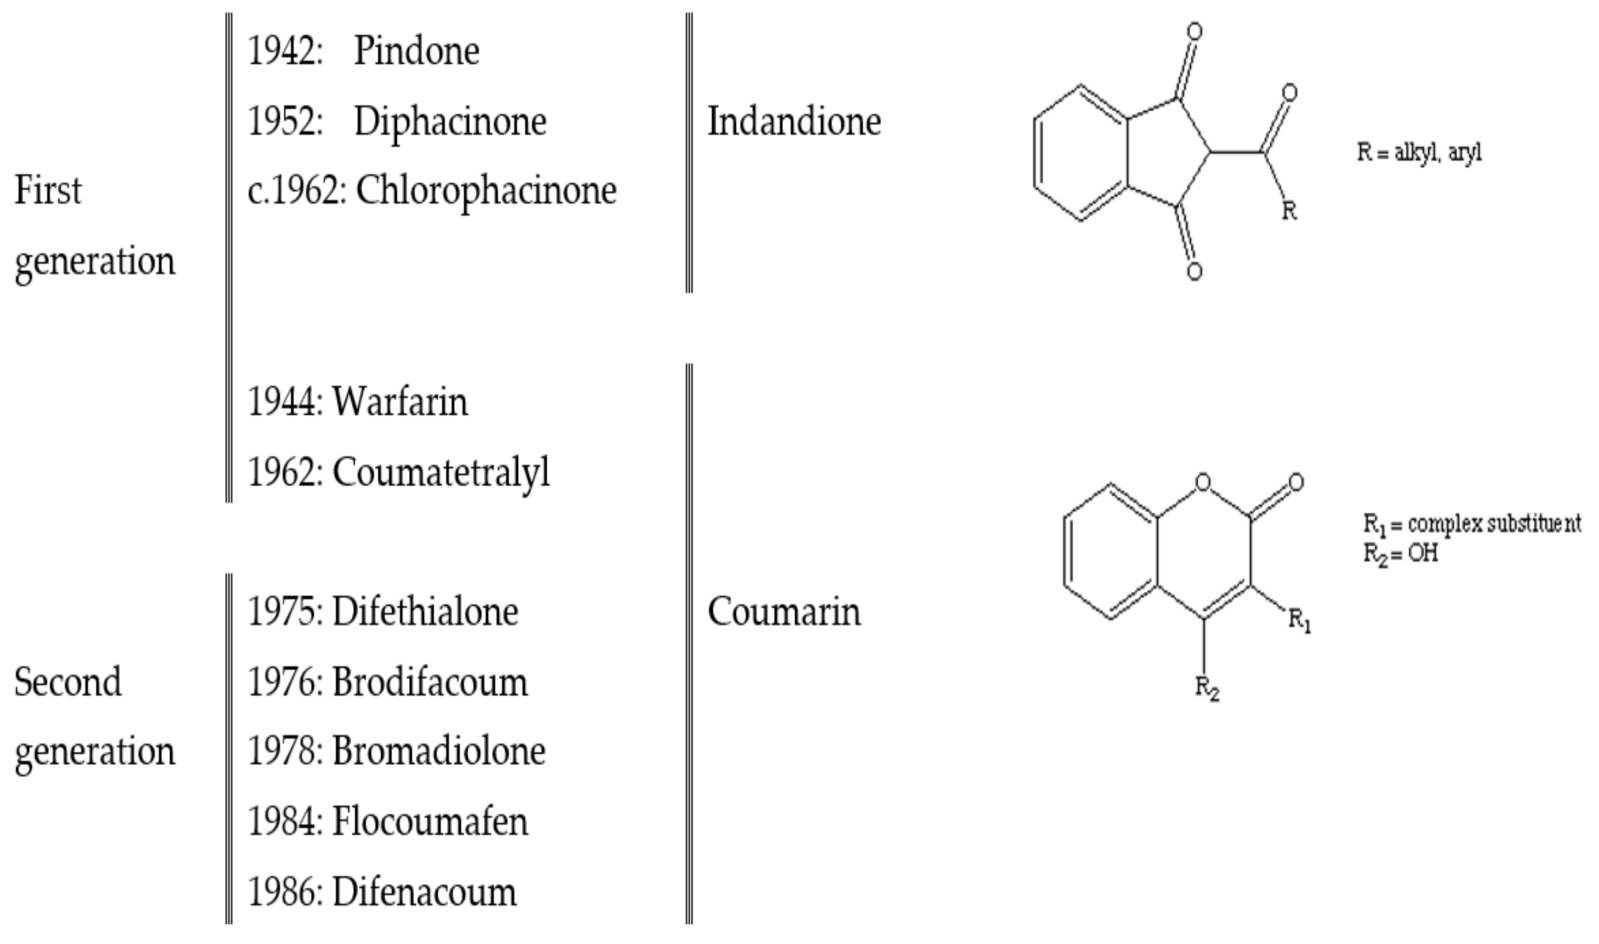 1942: Pindone
1952: Diphacinone
Indandione
c.1962: Chlorophacinone
First
generation
O
O
O
R
R = alkyl, aryl
1944: Warfarin
1962: Coumatetralyl
1975: Difethialone
Coumarin
Second
generation
1976: Brodifacoum
1978: Bromadiolone
1984: Flocoumafen
1986: Difenacoum
O
O
R1
R2
R1 = complex substituent
R2 = OH